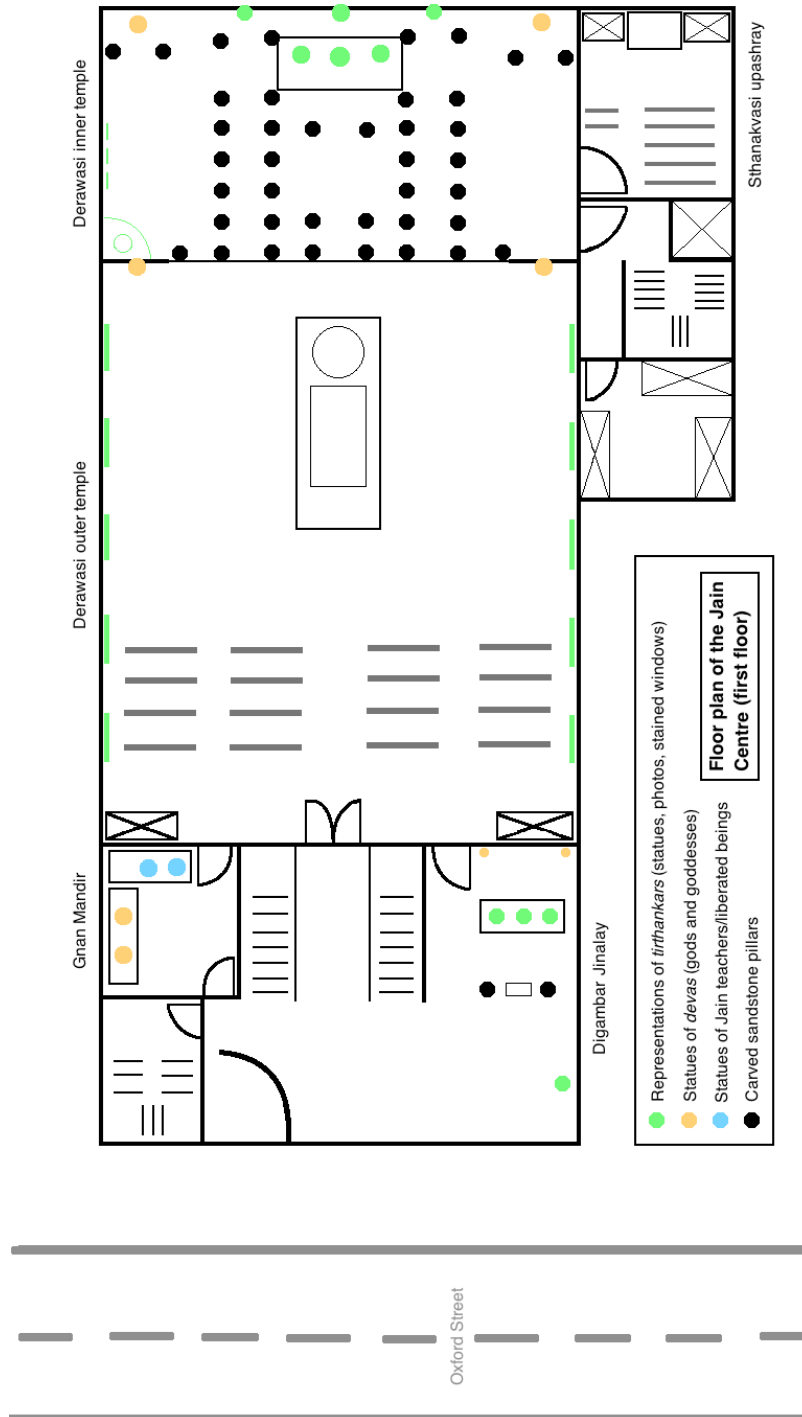 Derawasi inner temple
Derawasi outer temple
Gnan Mandir
Sthanakvasi upashray
Digambar Jinalay
Representations of tirthankars (statues, photos, stained windows)
Statues of devas (gods and goddesses)
Statues of Jain teachers/liberated beings
Carved sandstone pillars
Floor plan of the Jain
Centre (first floor)
Oxford Street